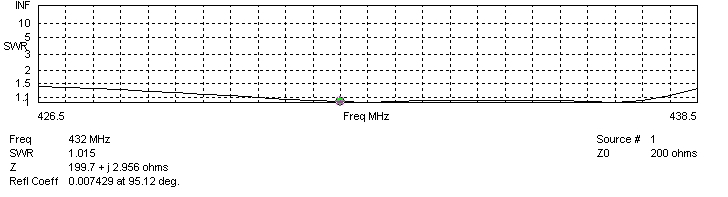 INF
10
5
SWR
3
2
1.5
1.1
426.5 Freq MHz 438.5
Freq 432 MHz Source # 1
SWR 1.015 Z0 200 ohms
Z 199.7 + j 2.956 ohms
Refl Coeff 0.007429 at 95.12 deg.